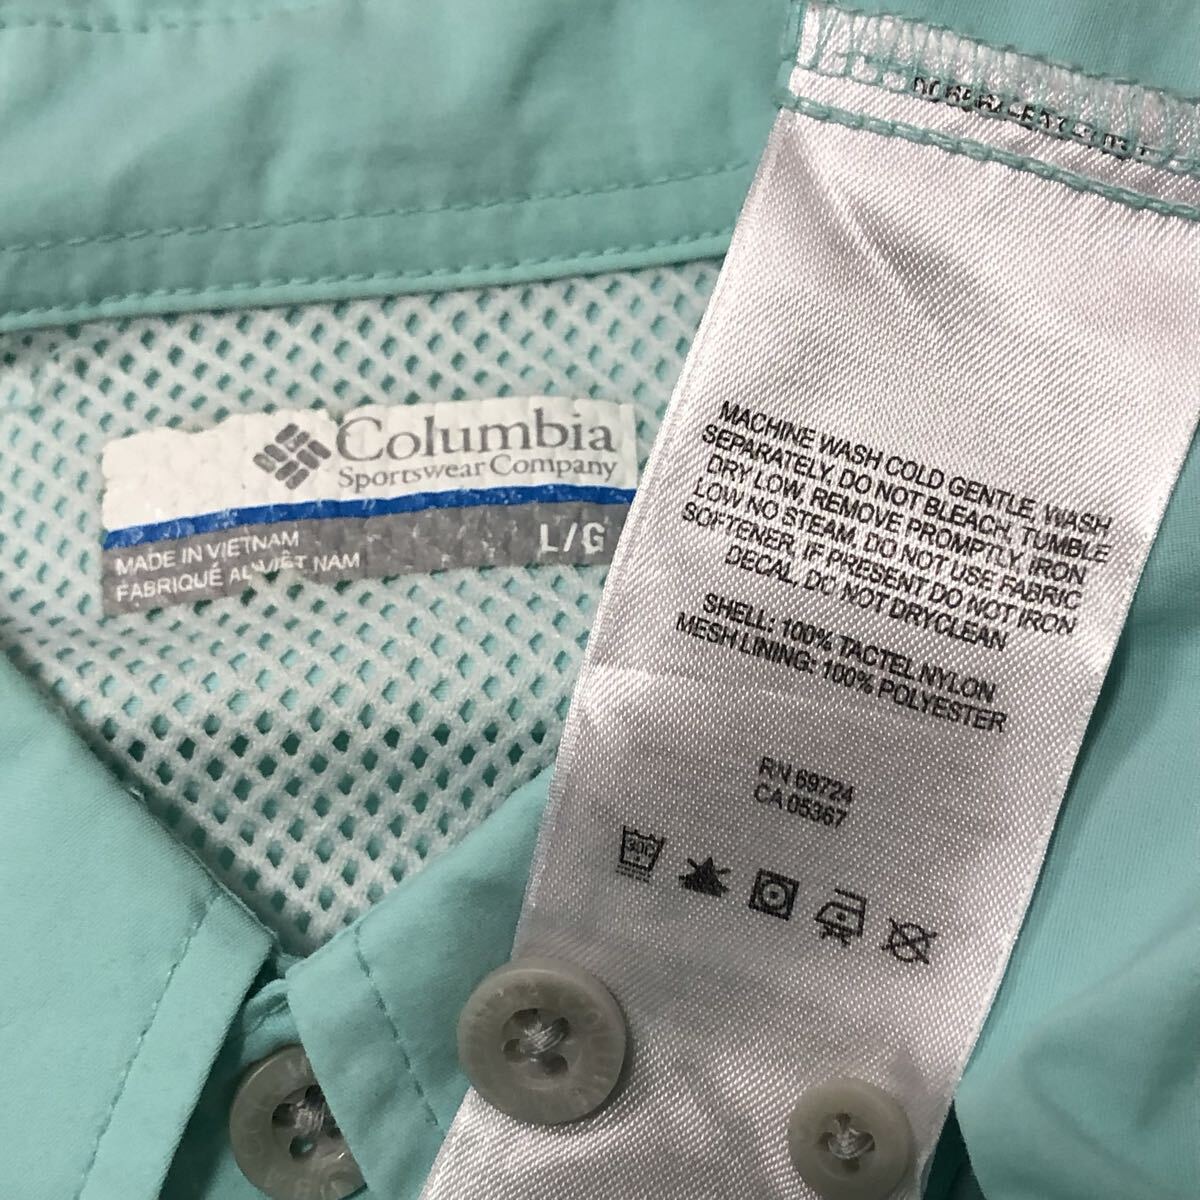 Columbia
Sportswear Company
MADE IN VIETNAM
FABRIQUÉ AU VIÊT NAM
L/G
MACHINE WASH COLD GENTLE, WASH
SEPARATELY, DO NOT BLEACH, TUMBLE
DRY LOW, REMOVE PROMPTLY, IRON
LOW NO STEAM, DO NOT USE FABRIC
SOFTENER, IF PRESENT DO NOT IRON
DECAL, DO NOT DRYCLEAN
SHELL: 100% TACTEL NYLON
MESH LINING: 100% POLYESTER
RN 69724
CA 05367
30C